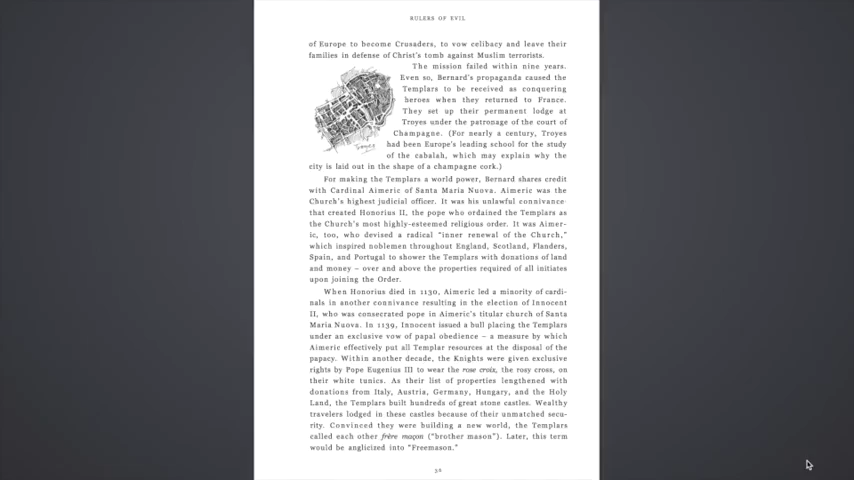 RULERS OF EVIL
of Europe to become Crusaders, to vow celibacy and leave their
families in defense of Christ's tomb against Muslim terrorists.
The mission failed within nine years.
Even so, Bernard's propaganda caused the
Templars to be received as conquering
heroes when they returned to France.
They set up their permanent lodge at
Troyes under the patronage of the court of
Champagne. (For nearly a century, Troyes
had been Europe's leading school for the study
of the cabalah, which may explain why the
city is laid out in the shape of a champagne cork.)
For making the Templars a world power, Bernard shares credit
with Cardinal Aimeric of Santa Maria Nuova. Aimeric was the
Church's highest judicial officer. It was his unlawful connivance
that created Honorius II, the pope who ordained the Templars as
the Church's most highly-esteemed religious order. It was Aimer-
ic, too, who devised a radical "inner renewal of the Church,"
which inspired noblemen throughout England, Scotland, Flanders,
Spain, and Portugal to shower the Templars with donations of land
and money – over and above the properties required of all initiates
upon joining the Order.
When Honorius died in 1130, Aimeric led a minority of cardi-
nals in another connivance resulting in the election of Innocent
II, who was consecrated pope in Aimeric's titular church of Santa
Maria Nuova. In 1139, Innocent issued a bull placing the Templars
under an exclusive vow of papal obedience – a measure by which
Aimeric effectively put all Templar resources at the disposal of the
papacy. Within another decade, the Knights were given exclusive
rights by Pope Eugenius III to wear the rose croix, the rosy cross, on
their white tunics. As their list of properties lengthened with
donations from Italy, Austria, Germany, Hungary, and the Holy
Land, the Templars built hundreds of great stone castles. Wealthy
travelers lodged in these castles because of their unmatched secu-
rity. Convinced they were building a new world, the Templars
called each other frère maçon ("brother mason"). Later, this term
would be anglicized into "Freemason."